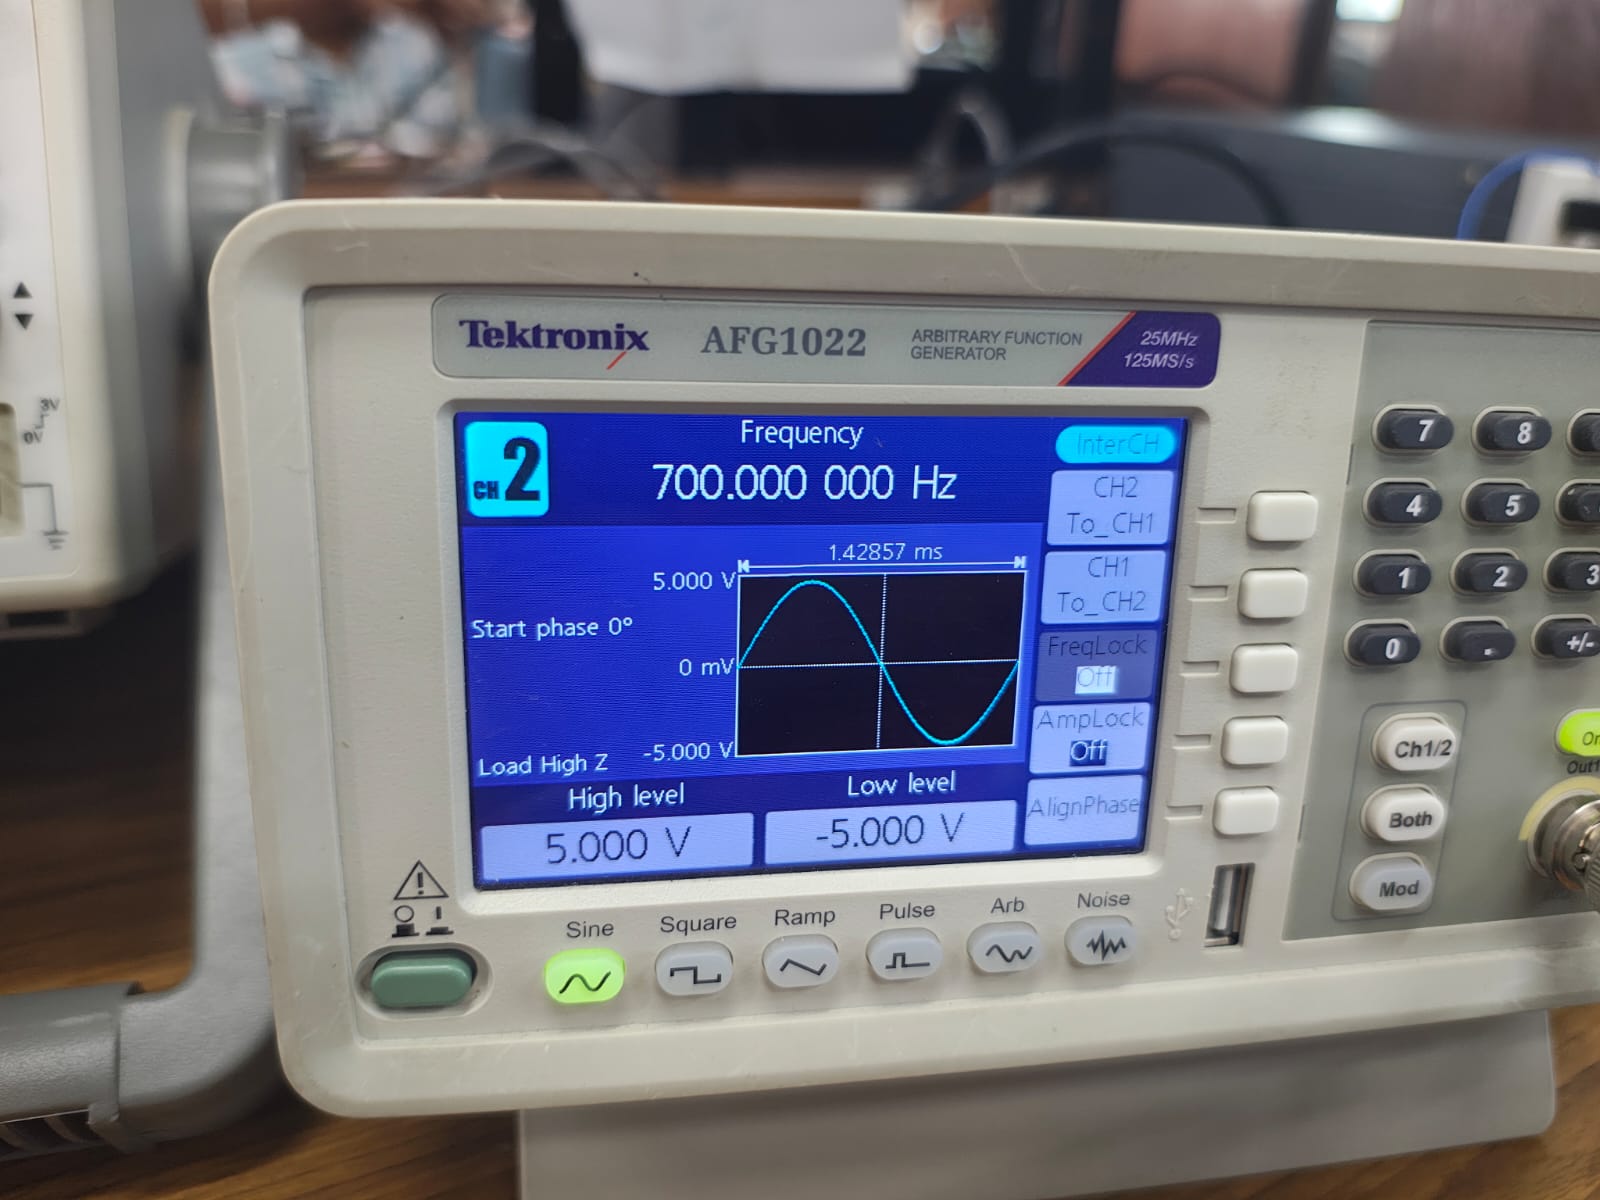 Tektronix AFG1022 ARBITRARY FUNCTION
GENERATOR
25MHz
125MS/s
CH 2
Frequency
700.000 000 Hz
InterCH
CH2
To_CH1
CH1
To_CH2
FreqLock
Off
AmpLock
Off
AlignPhase
1.42857 ms
5.000 V
Start phase 0°
0 mV
Load High Z
-5.000 V
High level
Low level
5.000 V
-5.000 V
Sine
Square
Ramp
Pulse
Arb
Noise
7 8
4 5
1 2 3
0 . +/-
Ch1/2
Both
Mod
3V
0V